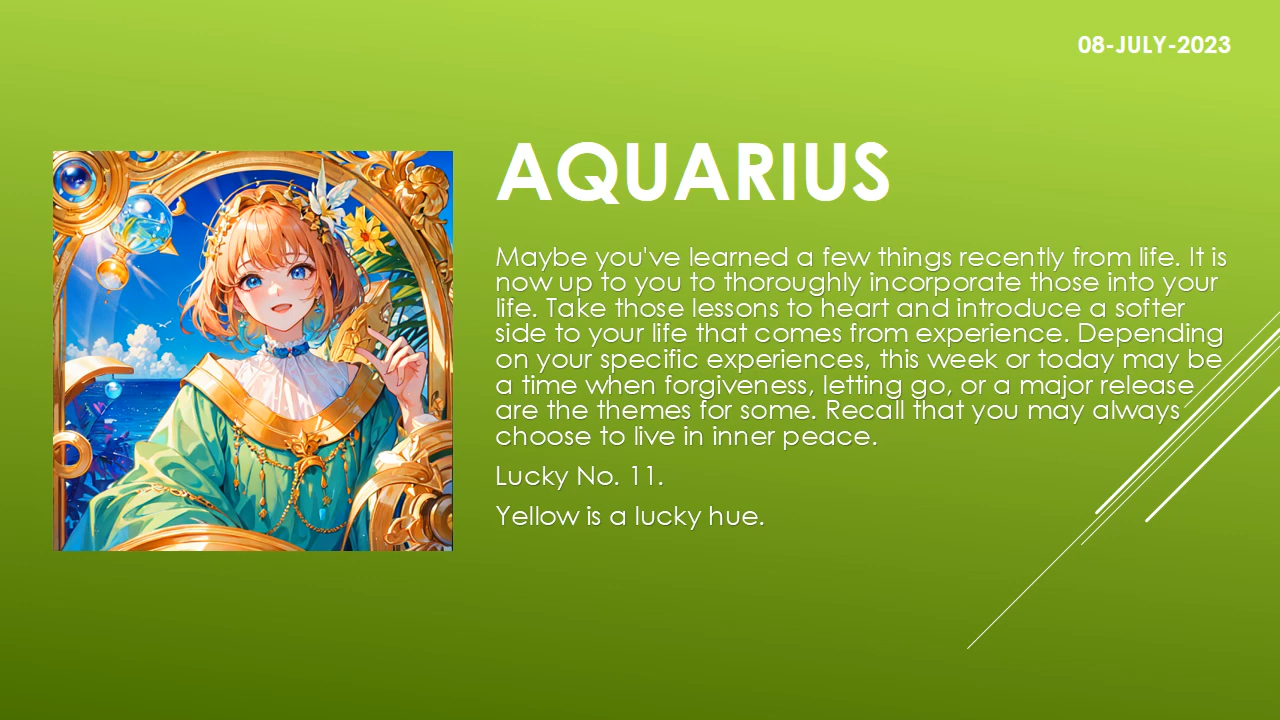 08-JULY-2023
AQUARIUS
Maybe you've learned a few things recently from life. It is
now up to you to thoroughly incorporate those into your
life. Take those lessons to heart and introduce a softer
side to your life that comes from experience. Depending
on your specific experiences, this week or today may be
a time when forgiveness, letting go, or a major release
are the themes for some. Recall that you may always
choose to live in inner peace.
Lucky No. 11.
Yellow is a lucky hue.